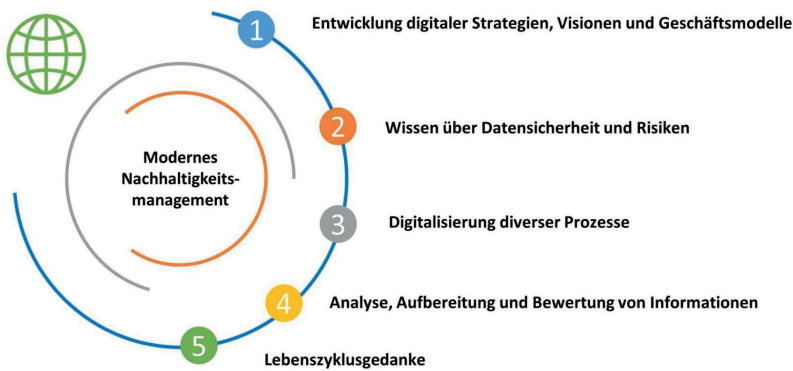 1 Entwicklung digitaler Strategien, Visionen und Geschäftsmodelle
2 Wissen über Datensicherheit und Risiken
Modernes
Nachhaltigkeits-
management
3 Digitalisierung diverser Prozesse
4 Analyse, Aufbereitung und Bewertung von Informationen
5 Lebenszyklusgedanke